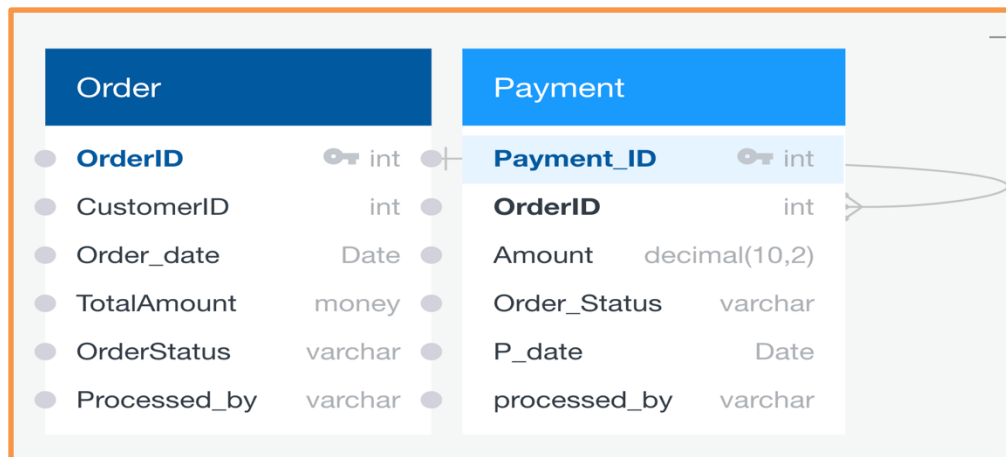 Order
OrderID int
CustomerID int
Order_date Date
TotalAmount money
OrderStatus varchar
Processed_by varchar
Payment
Payment_ID int
OrderID int
Amount decimal(10,2)
Order_Status varchar
P_date Date
processed_by varchar